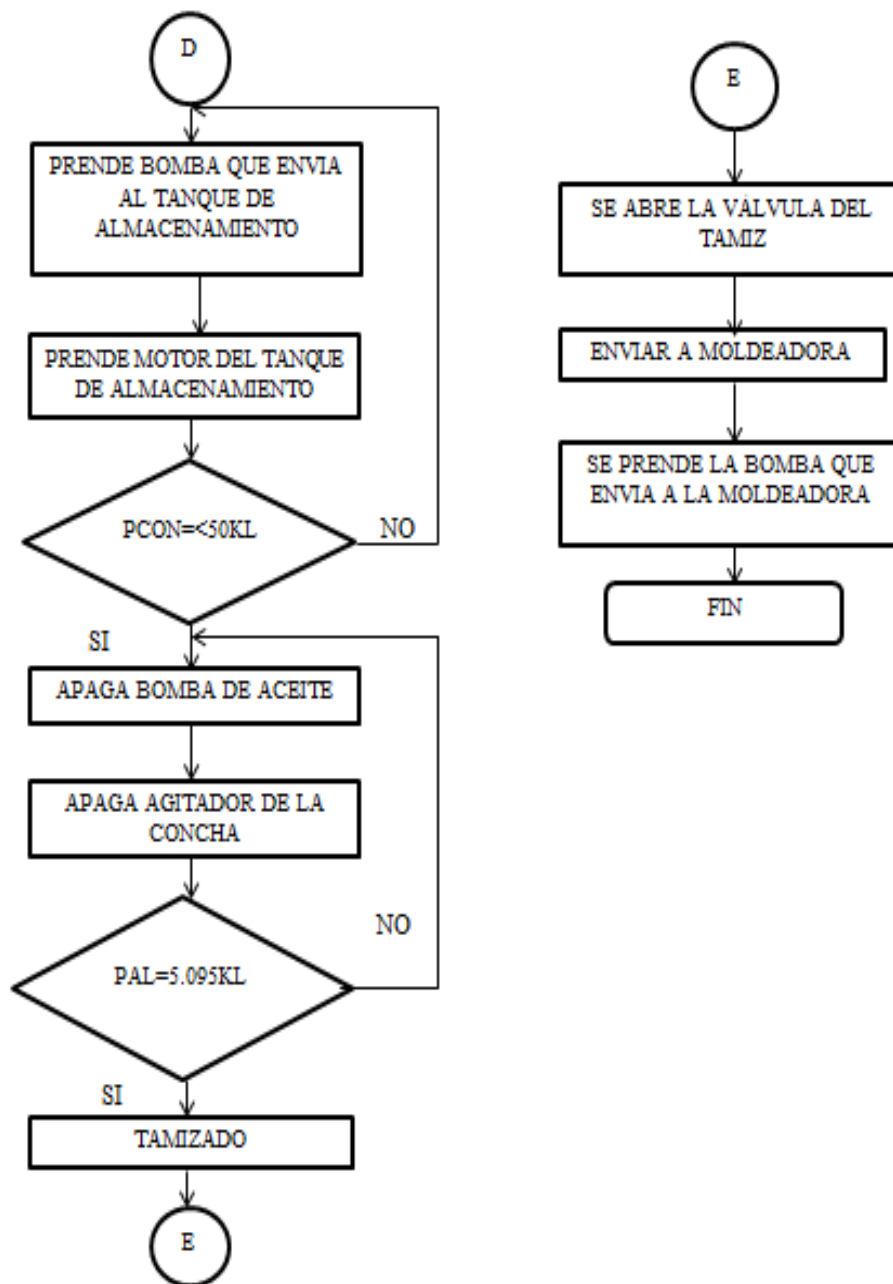 D
PRENDE BOMBA QUE ENVIA
AL TANQUE DE
ALMACENAMIENTO
PRENDE MOTOR DEL TANQUE
DE ALMACENAMIENTO
PCON=<50KL
NO
SI
APAGA BOMBA DE ACEITE
APAGA AGITADOR DE LA
CONCHA
NO
PAL=5.095KL
SI
TAMIZADO
E
E
SE ABRE LA VÁLVULA DEL
TAMIZ
ENVIAR A MOLDEADORA
SE PRENDE LA BOMBA QUE
ENVIA A LA MOLDEADORA
FIN